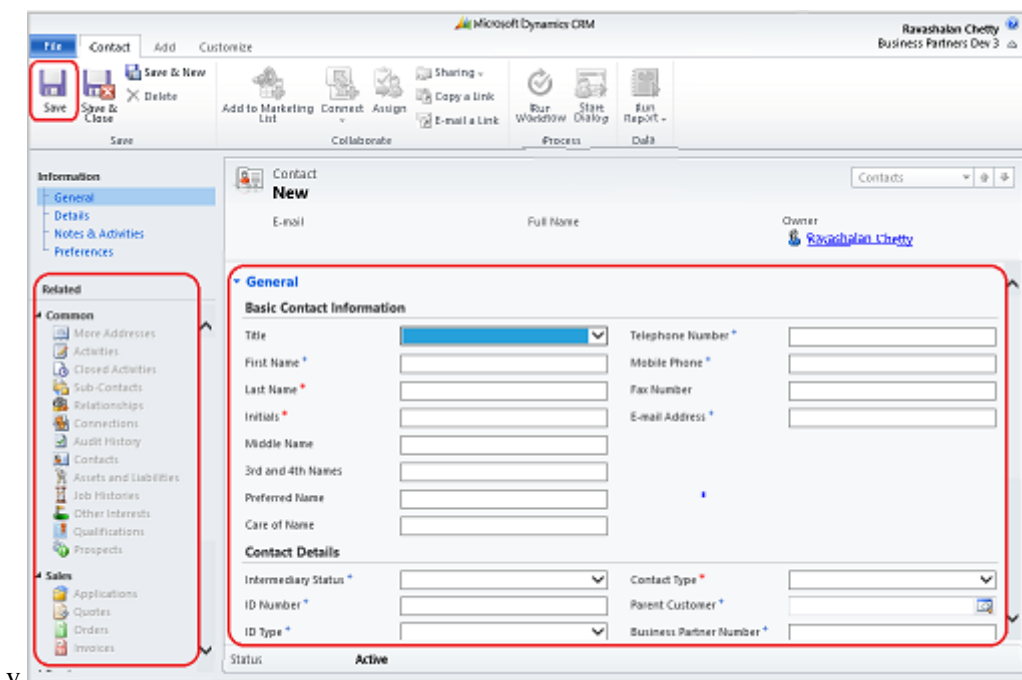 Microsoft Dynamics CRM
Ravashalan Chetty
Business Partners Dev 3
File Contact Add Customize
Save
Save & Close
Save & New
Delete
Save
Add to Marketing List
Connect
Assign
Sharing
Copy a Link
E-mail a Link
Collaborate
Run Workflow
Start Dialog
Process
Run Report
Data
Information
General
Details
Notes & Activities
Preferences
Related
Common
More Addresses
Activities
Closed Activities
Sub-Contacts
Relationships
Connections
Audit History
Contacts
Assets and Liabilities
Job Histories
Other Interests
Qualifications
Prospects
Sales
Applications
Quotes
Orders
Invoices
Contact
New
Contacts
E-mail Full Name Owner
Ravashalan Chetty
General
Basic Contact Information
Title Telephone Number *
First Name * Mobile Phone *
Last Name * Fax Number
Initials * E-mail Address *
Middle Name
3rd and 4th Names
Preferred Name
Care of Name
Contact Details
Intermediary Status * Contact Type *
ID Number * Parent Customer *
ID Type * Business Partner Number *
Status Active
v